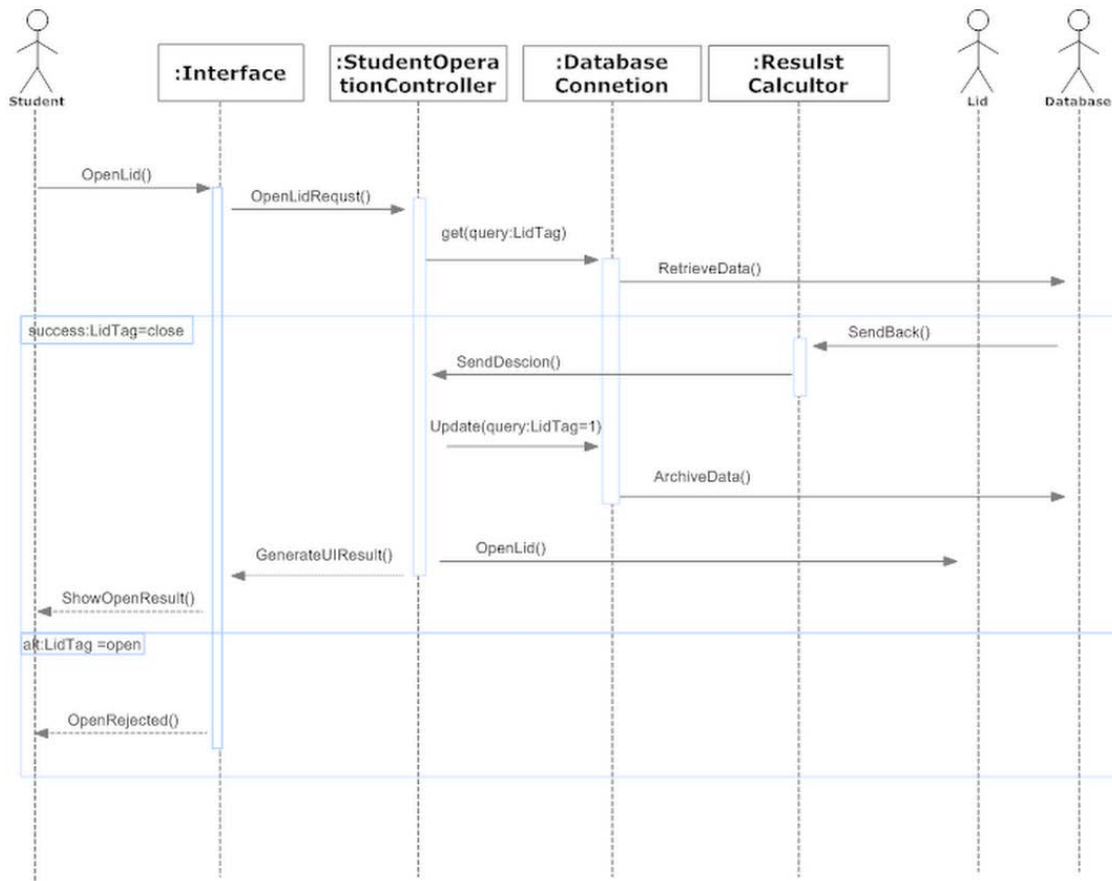 Student
:Interface
:StudentOpera
tionController
:Database
Connetion
:Resulst
Calcultor
Lid
Database
OpenLid()
OpenLidRequst()
get(query:LidTag)
RetrieveData()
success:LidTag=close
SendBack()
SendDescion()
Update(query:LidTag=1)
ArchiveData()
OpenLid()
GenerateUIResult()
ShowOpenResult()
alt:LidTag =open
OpenRejected()